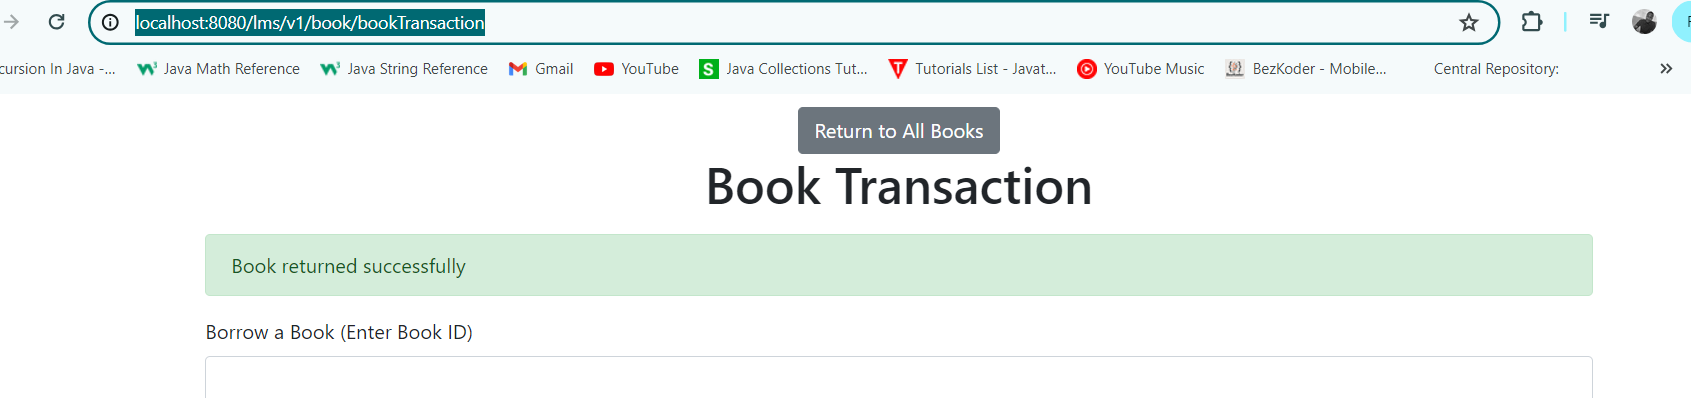 localhost:8080/lms/v1/book/bookTransaction
cursion In Java -... Java Math Reference Java String Reference Gmail YouTube Java Collections Tut... Tutorials List - Javat... YouTube Music BezKoder - Mobile... Central Repository: »
Return to All Books
Book Transaction
Book returned successfully
Borrow a Book (Enter Book ID)